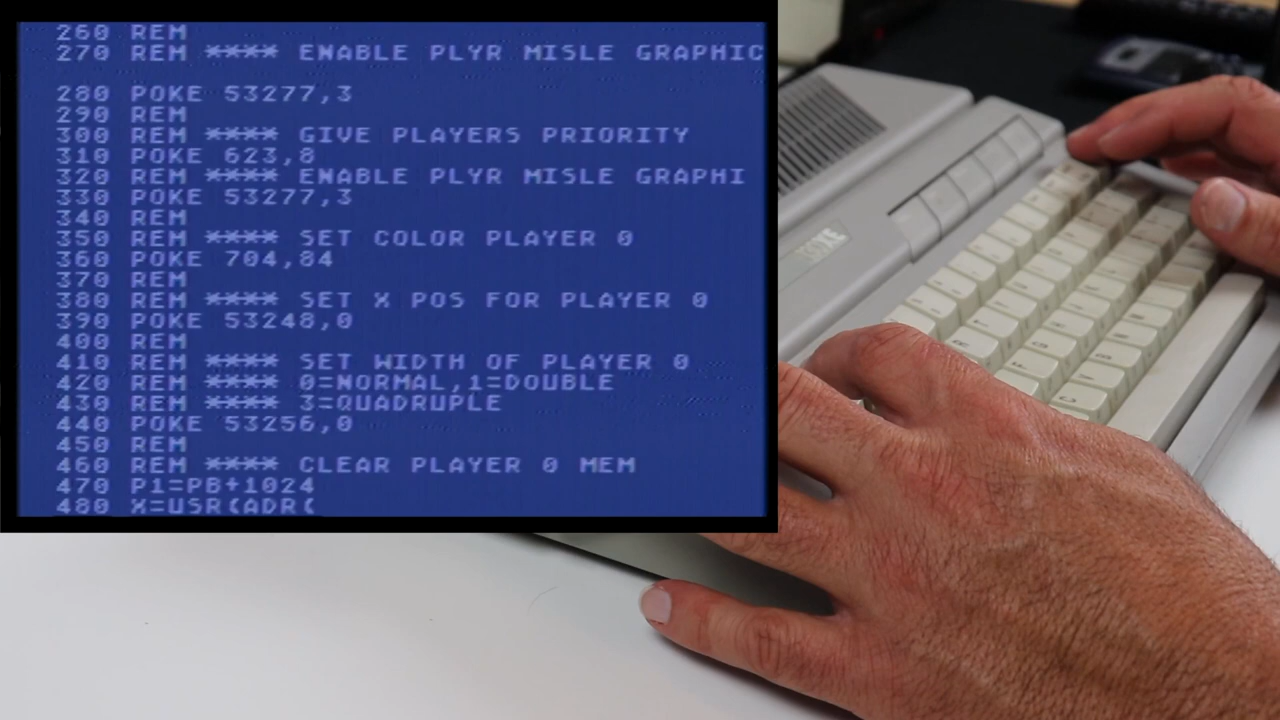 260 REM
270 REM **** ENABLE PLYR MISLE GRAPHIC
280 POKE 53277,3
290 REM
300 REM **** GIVE PLAYERS PRIORITY
310 POKE 623,8
320 REM **** ENABLE PLYR MISLE GRAPHI
330 POKE 53277,3
340 REM
350 REM **** SET COLOR PLAYER 0
360 POKE 704,84
370 REM
380 REM **** SET X POS FOR PLAYER 0
390 POKE 53248,0
400 REM
410 REM **** SET WIDTH OF PLAYER 0
420 REM **** 0=NORMAL,1=DOUBLE
430 REM **** 3=QUADRUPLE
440 POKE 53256,0
450 REM
460 REM **** CLEAR PLAYER 0 MEM
470 P1=PB+1024
480 X=USR(ADR(